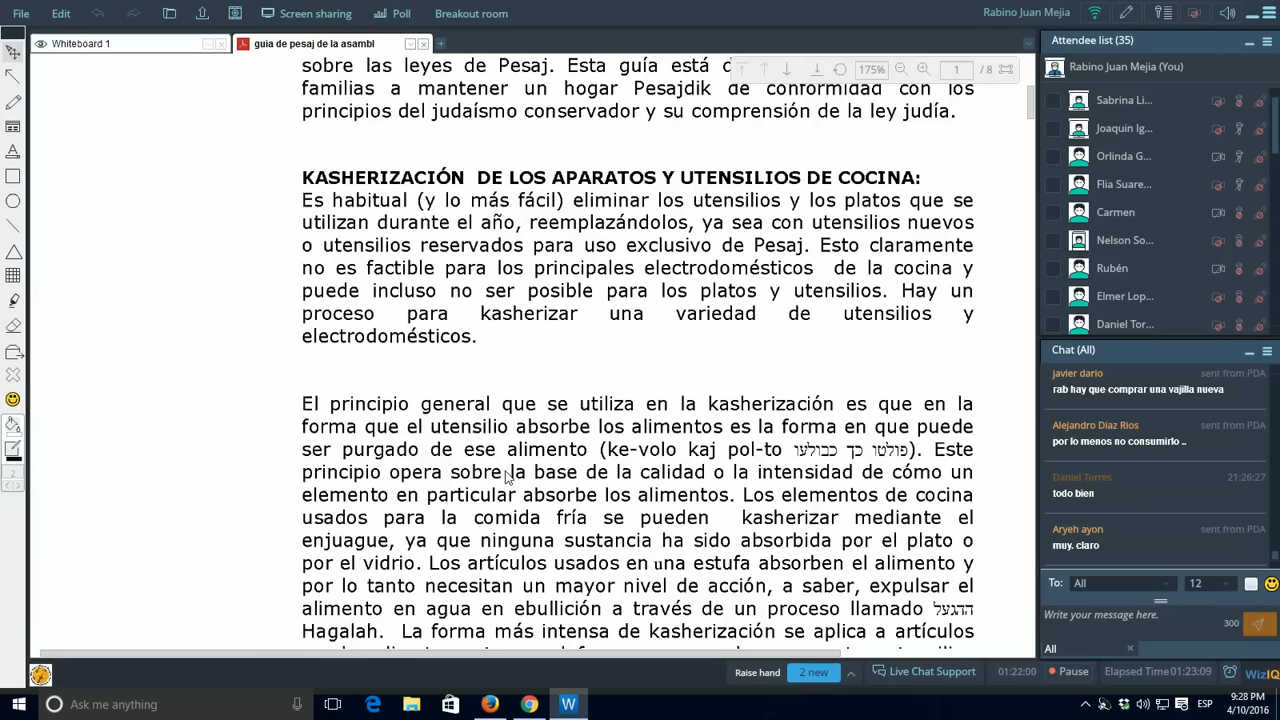 File Edit Screen sharing Poll Breakout room Rabino Juan Mejia
Whiteboard 1 guia de pesaj de la asambl
175% 1 / 8
sobre las leyes de Pesaj. Esta guía está
familias a mantener un hogar Pesajdik de conformidad con los
principios del judaísmo conservador y su comprensión de la ley judía.
KASHERIZACIÓN DE LOS APARATOS Y UTENSILIOS DE COCINA:
Es habitual (y lo más fácil) eliminar los utensilios y los platos que se
utilizan durante el año, reemplazándolos, ya sea con utensilios nuevos
o utensilios reservados para uso exclusivo de Pesaj. Esto claramente
no es factible para los principales electrodomésticos de la cocina y
puede incluso no ser posible para los platos y utensilios. Hay un
proceso para kasherizar una variedad de utensilios y
electrodomésticos.
El principio general que se utiliza en la kasherización es que en la
forma que el utensilio absorbe los alimentos es la forma en que puede
ser purgado de ese alimento (ke-volo kaj pol-to פולטו כך כבולעו). Este
principio opera sobre la base de la calidad o la intensidad de cómo un
elemento en particular absorbe los alimentos. Los elementos de cocina
usados para la comida fría se pueden kasherizar mediante el
enjuague, ya que ninguna sustancia ha sido absorbida por el plato o
por el vidrio. Los artículos usados en una estufa absorben el alimento y
por lo tanto necesitan un mayor nivel de acción, a saber, expulsar el
alimento en agua en ebullición a través de un proceso llamado ההגעל
Hagalah. La forma más intensa de kasherización se aplica a artículos
Attendee list (35)
Rabino Juan Mejia (You)
Sabrina Li...
Joaquin Ig...
Orlinda G...
Flia Suare...
Carmen
Nelson So...
Rubén
Elmer Lop...
Daniel Tor...
Chat (All)
javier dario sent from PDA
rab hay que comprar una vajilla nueva
Alejandro Diaz Rios sent from PDA
por lo menos no consumirlo ..
Daniel Torres 21:26:27
todo bien
Aryeh ayon sent from PDA
muy. claro
To: All 12
Write your message here. 300
All
Raise hand 2 new Live Chat Support 01:22:00 Pause Elapsed Time 01:23:09 WizIQ
Ask me anything ESP 9:28 PM
4/10/2016